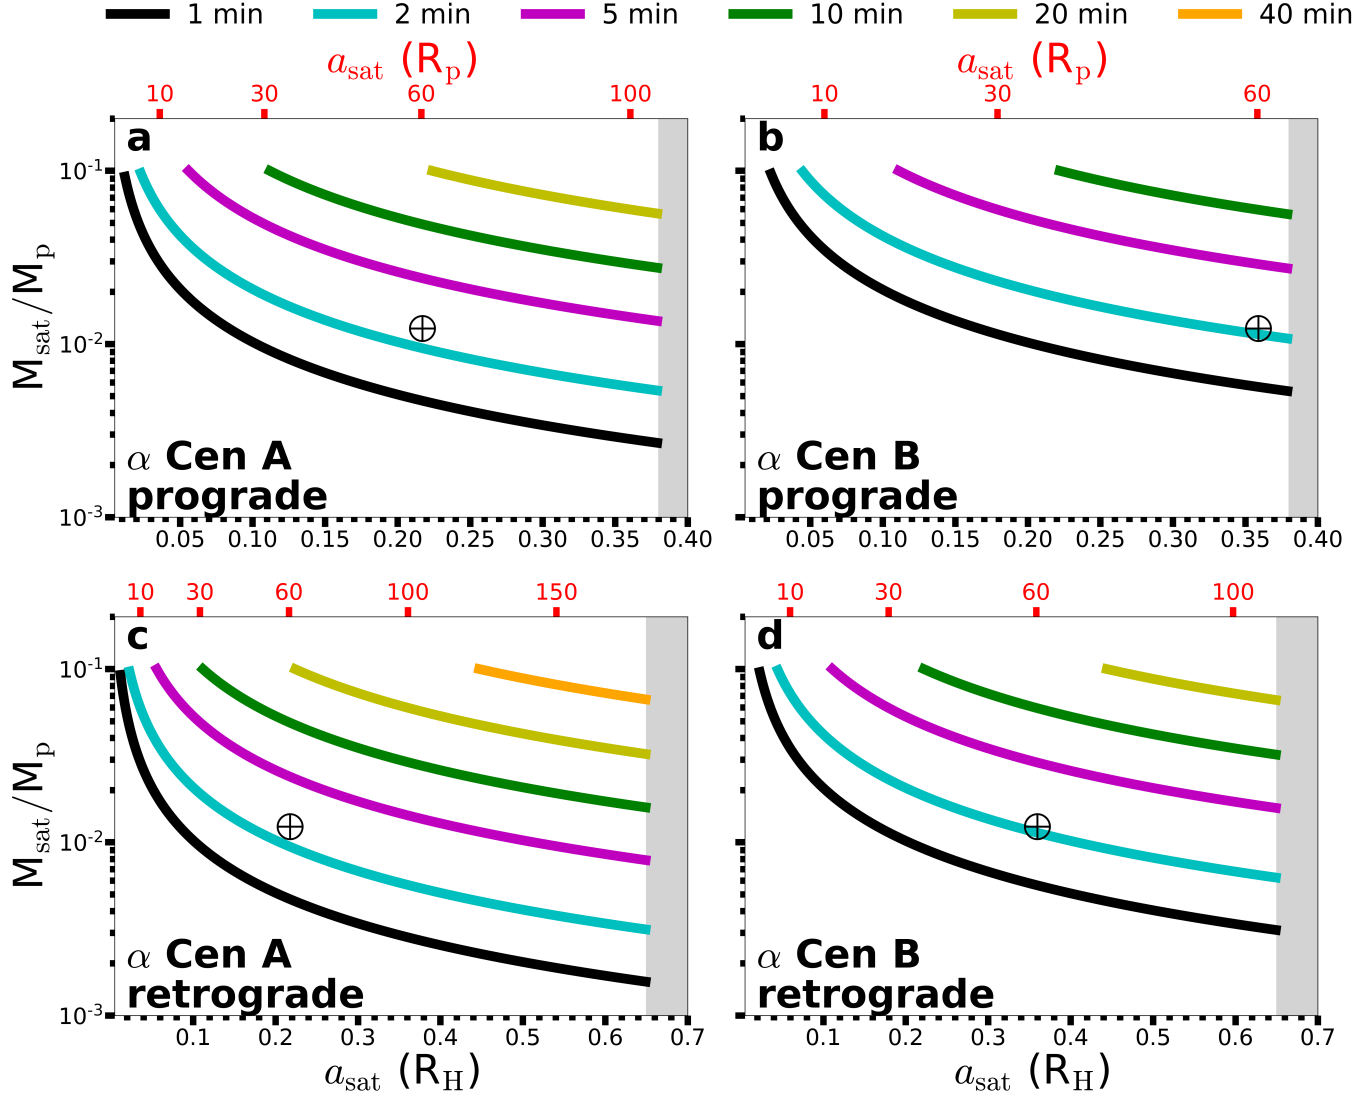 1 min 2 min 5 min 10 min 20 min 40 min
a_sat (R_p) a_sat (R_p)
10 30 60 100 10 30 60
a b
10^-1
M_sat/M_p
10^-2
α Cen A α Cen B
prograde prograde
10^-3
0.05 0.10 0.15 0.20 0.25 0.30 0.35 0.40 0.05 0.10 0.15 0.20 0.25 0.30 0.35 0.40
10 30 60 100 150 10 30 60 100
c d
10^-1
M_sat/M_p
10^-2
α Cen A α Cen B
retrograde retrograde
10^-3
0.1 0.2 0.3 0.4 0.5 0.6 0.7 0.1 0.2 0.3 0.4 0.5 0.6 0.7
a_sat (R_H) a_sat (R_H)